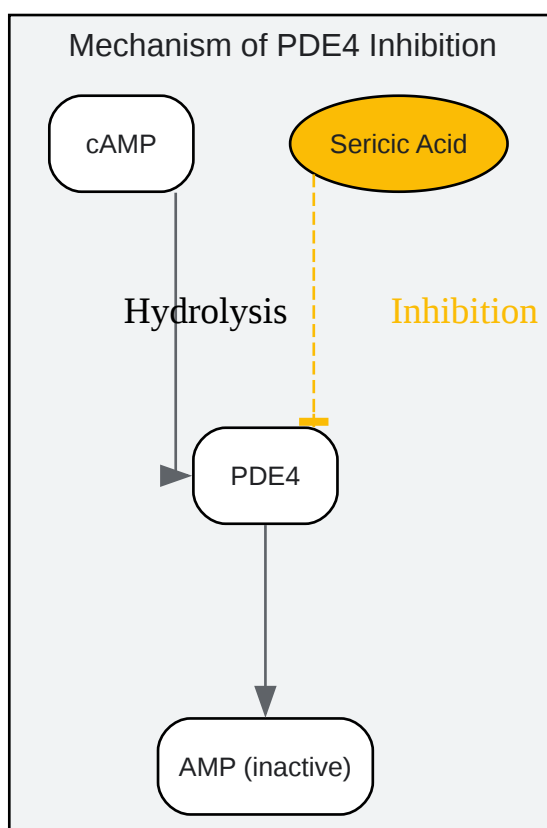 Mechanism of PDE4 Inhibition
cAMP
Sericic Acid
Hydrolysis
Inhibition
PDE4
AMP (inactive)